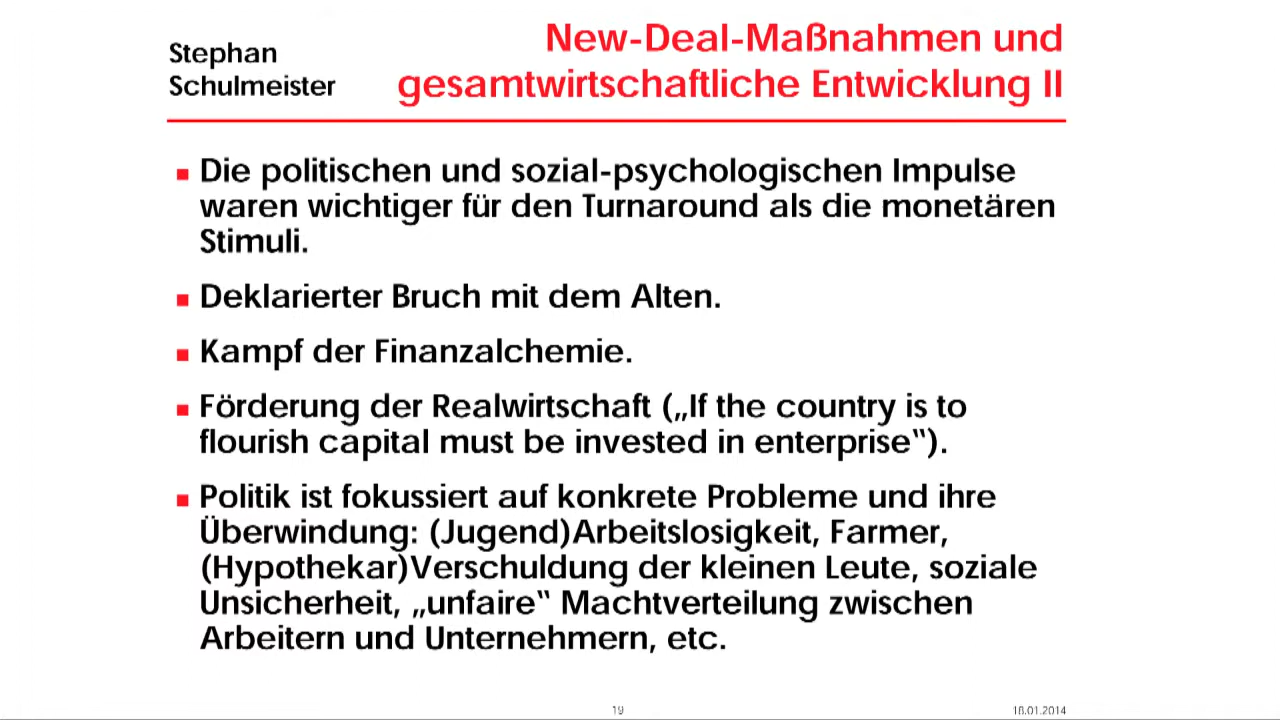 Stephan
Schulmeister
New-Deal-Maßnahmen und
gesamtwirtschaftliche Entwicklung II
Die politischen und sozial-psychologischen Impulse
waren wichtiger für den Turnaround als die monetären
Stimuli.
Deklarierter Bruch mit dem Alten.
Kampf der Finanzalchemie.
Förderung der Realwirtschaft („If the country is to
flourish capital must be invested in enterprise“).
Politik ist fokussiert auf konkrete Probleme und ihre
Überwindung: (Jugend)Arbeitslosigkeit, Farmer,
(Hypothekar)Verschuldung der kleinen Leute, soziale
Unsicherheit, „unfaire“ Machtverteilung zwischen
Arbeitern und Unternehmern, etc.
19
18.01.2014